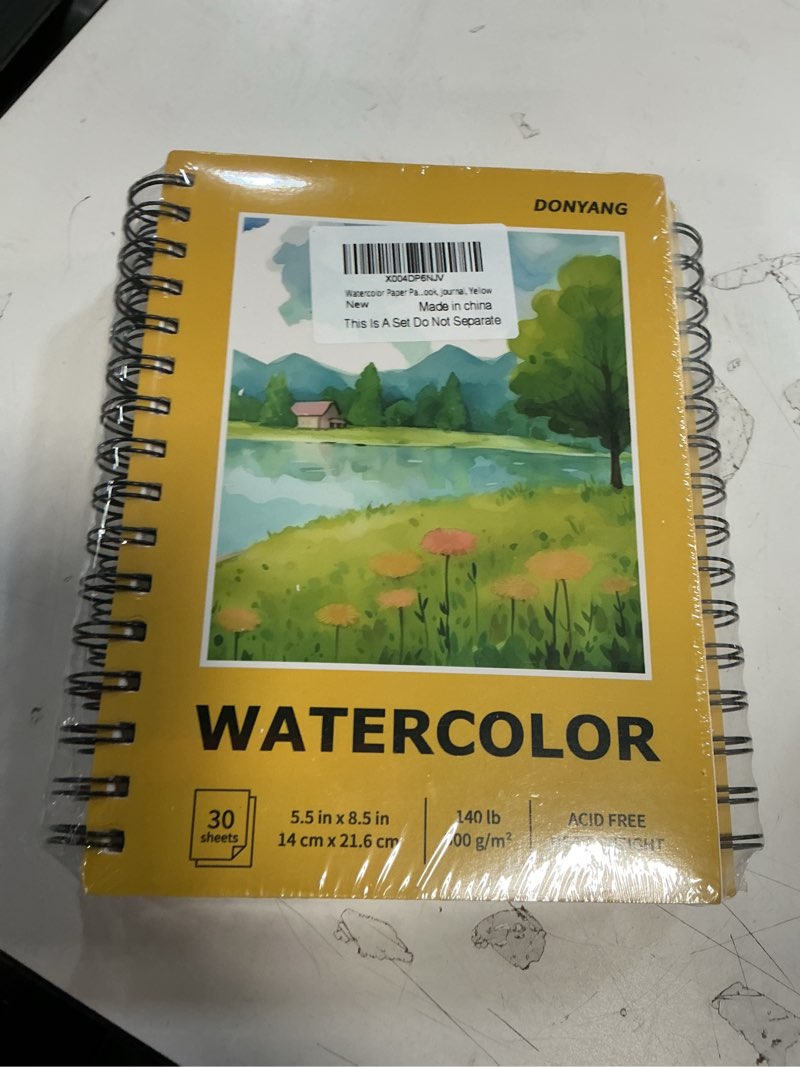 DONYANG
X004DP6NJV
Watercolor Paper Pa...ook, journal, Yellow
New Made in china
This Is A Set Do Not Separate
WATERCOLOR
30
sheets
5.5 in x 8.5 in
14 cm x 21.6 cm
140 lb
g/m²
ACID FREE